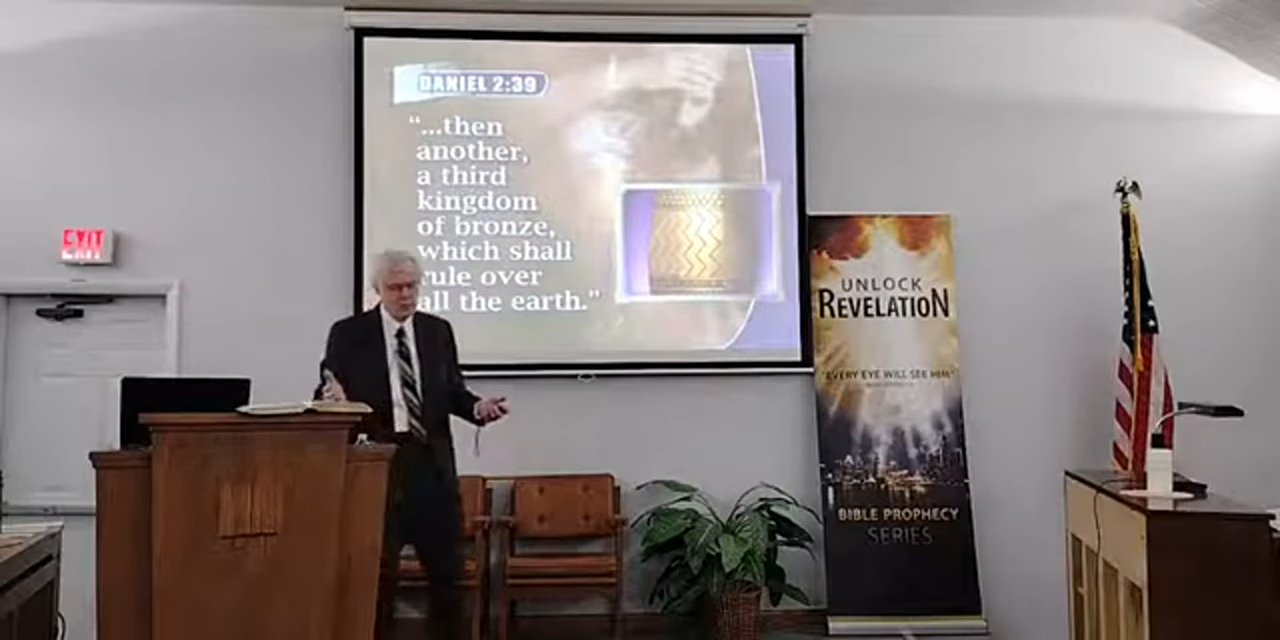 DANIEL 2:39
“...then
another,
a third
kingdom
of bronze,
which shall
rule over
all the earth.”
EXIT
UNLOCK
REVELATION
"EVERY EYE WILL SEE HIM"
BIBLE PROPHECY
SERIES